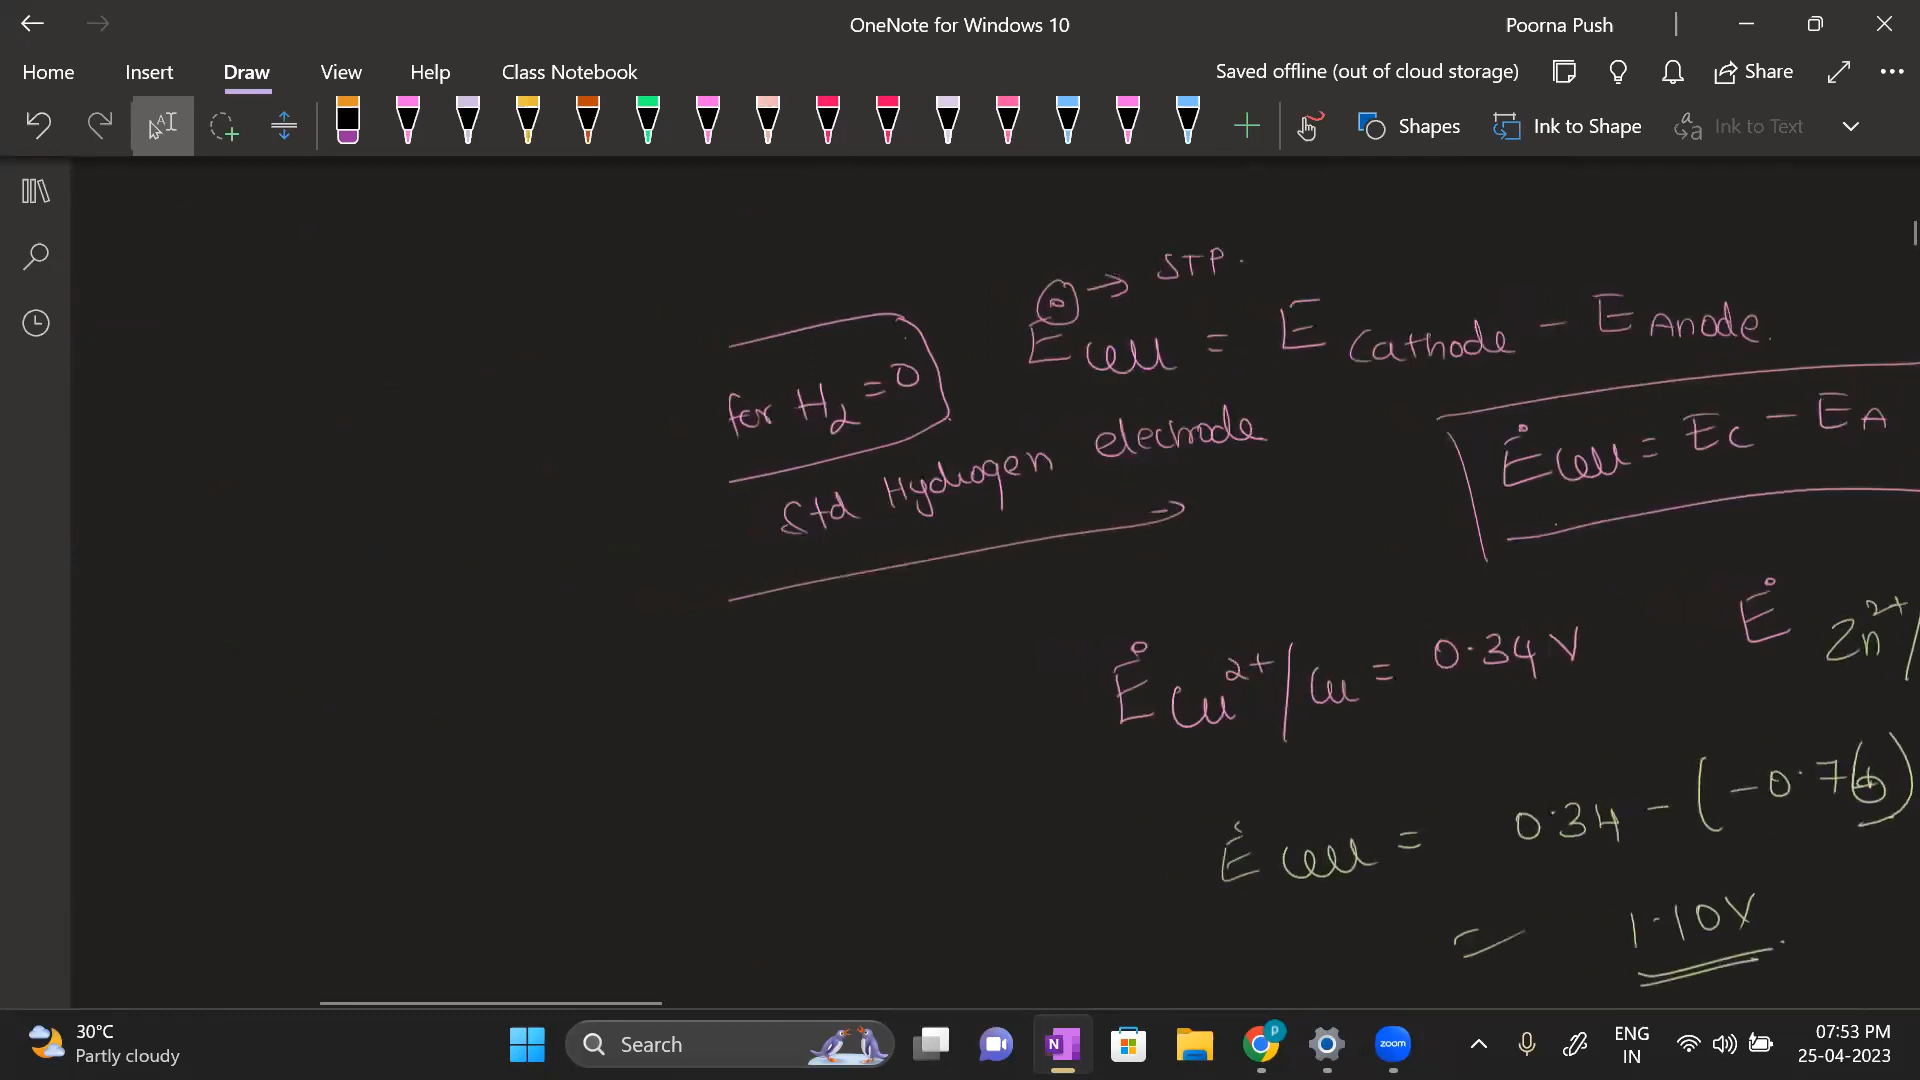 OneNote for Windows 10
Poorna Push
Home Insert Draw View Help Class Notebook
Saved offline (out of cloud storage)
Share
Shapes
Ink to Shape
Ink to Text
→ STP.
E°cell = E Cathode - E Anode.
for H₂ = 0
E°cell = EC - EA
Std Hydrogen electrode
E° Cu²⁺/Cu = 0.34 V
E° Zn²⁺/
E°cell = 0.34 - (-0.76)
= 1.10V
30°C
Partly cloudy
Search
zoom
ENG
IN
07:53 PM
25-04-2023